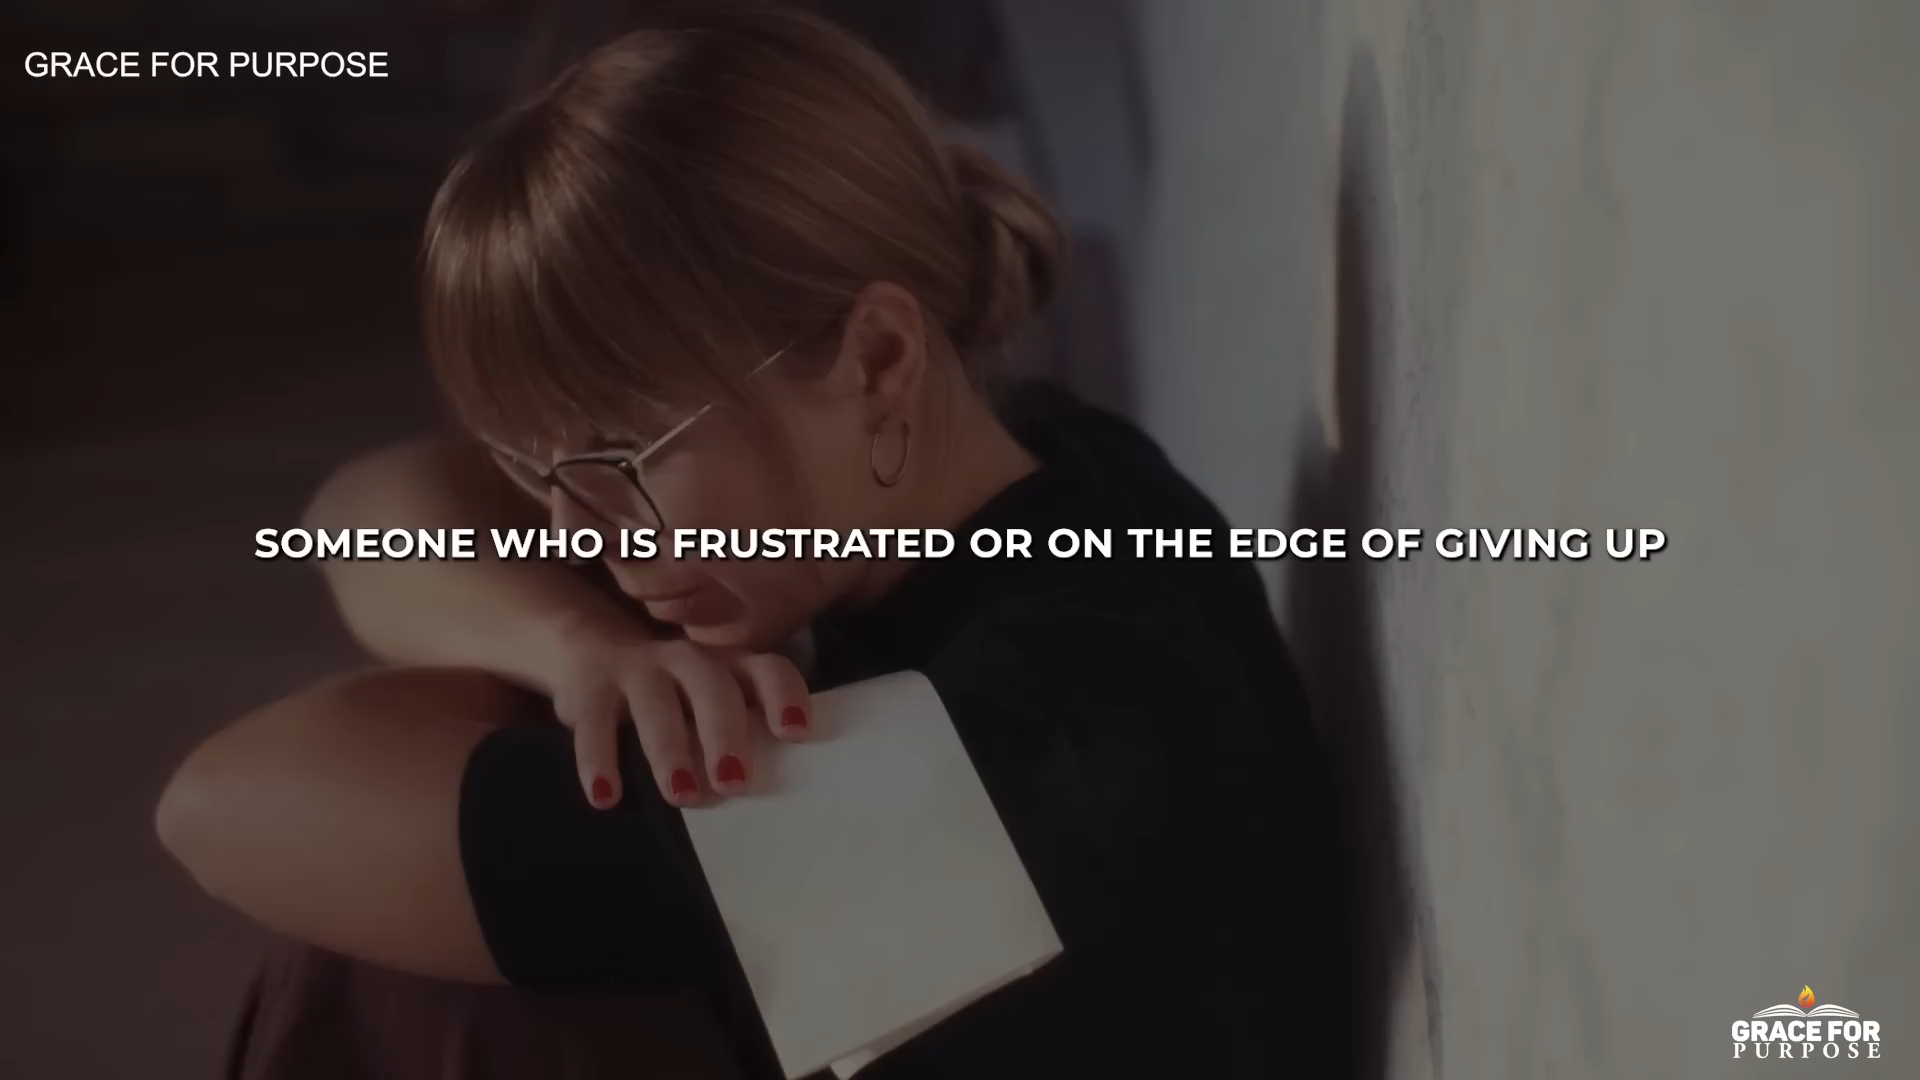 GRACE FOR PURPOSE
SOMEONE WHO IS FRUSTRATED OR ON THE EDGE OF GIVING UP
GRACE FOR
PURPOSE